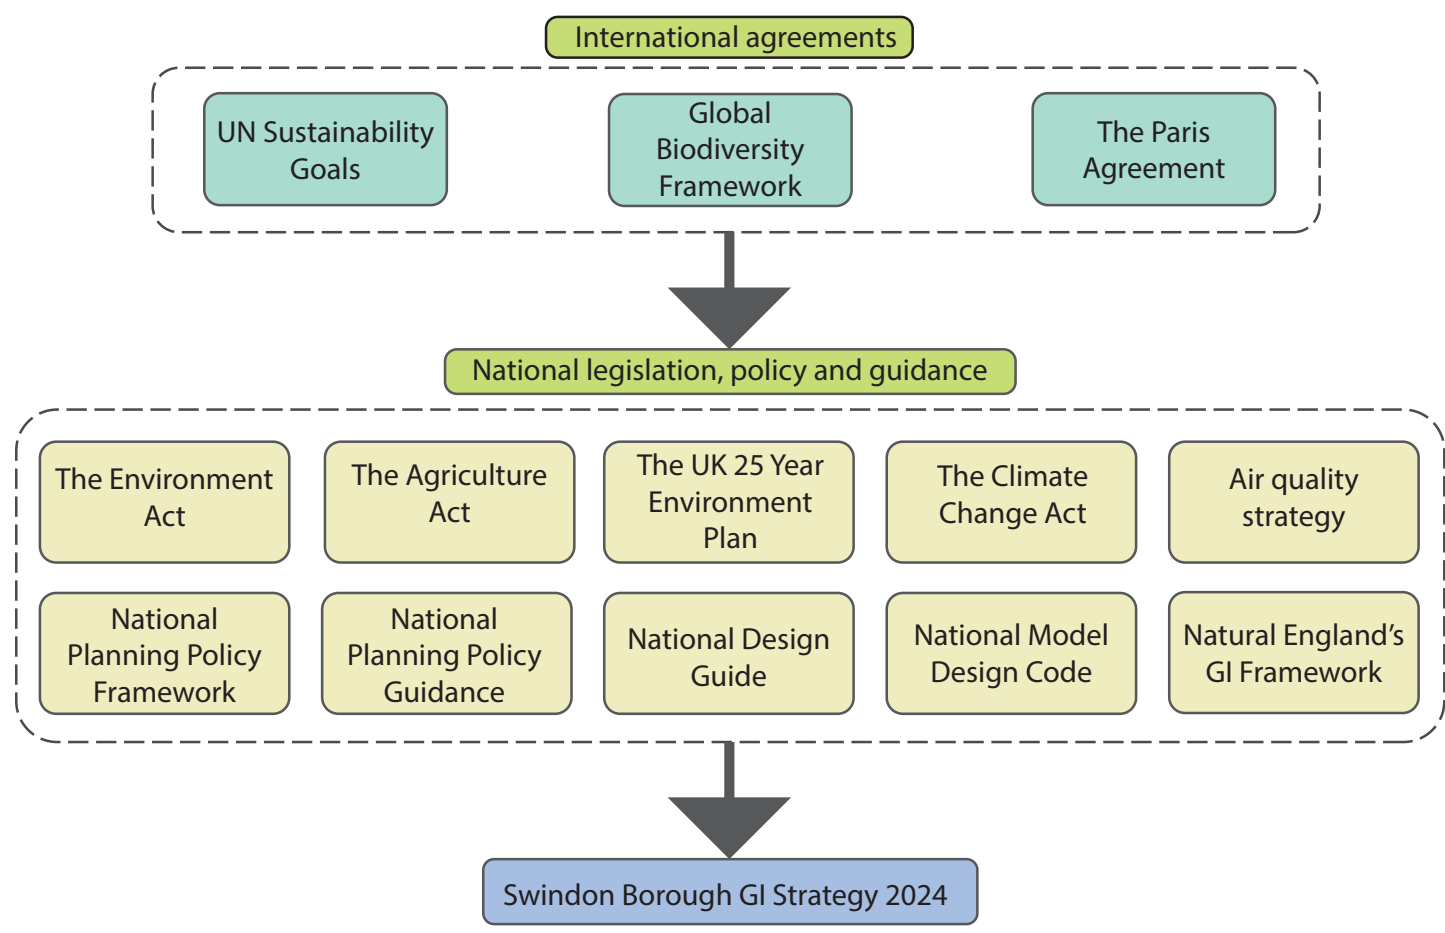 International agreements
UN Sustainability
Goals
Global
Biodiversity
Framework
The Paris
Agreement
National legislation, policy and guidance
The Environment
Act
The Agriculture
Act
The UK 25 Year
Environment
Plan
The Climate
Change Act
Air quality
strategy
National
Planning Policy
Framework
National
Planning Policy
Guidance
National Design
Guide
National Model
Design Code
Natural England’s
GI Framework
Swindon Borough GI Strategy 2024